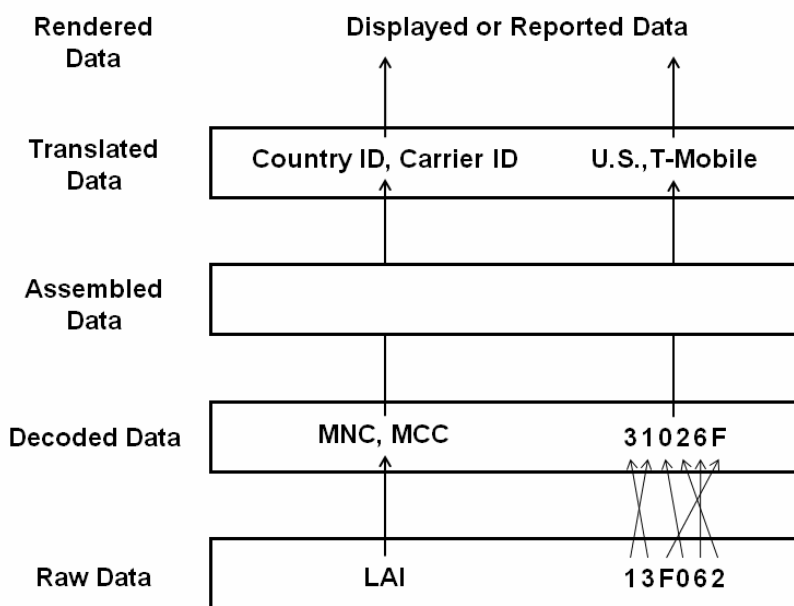 Rendered
Data
Displayed or Reported Data
Translated
Data
Country ID, Carrier ID
U.S.,T-Mobile
Assembled
Data
Decoded Data
MNC, MCC
31026F
Raw Data
LAI
13F062